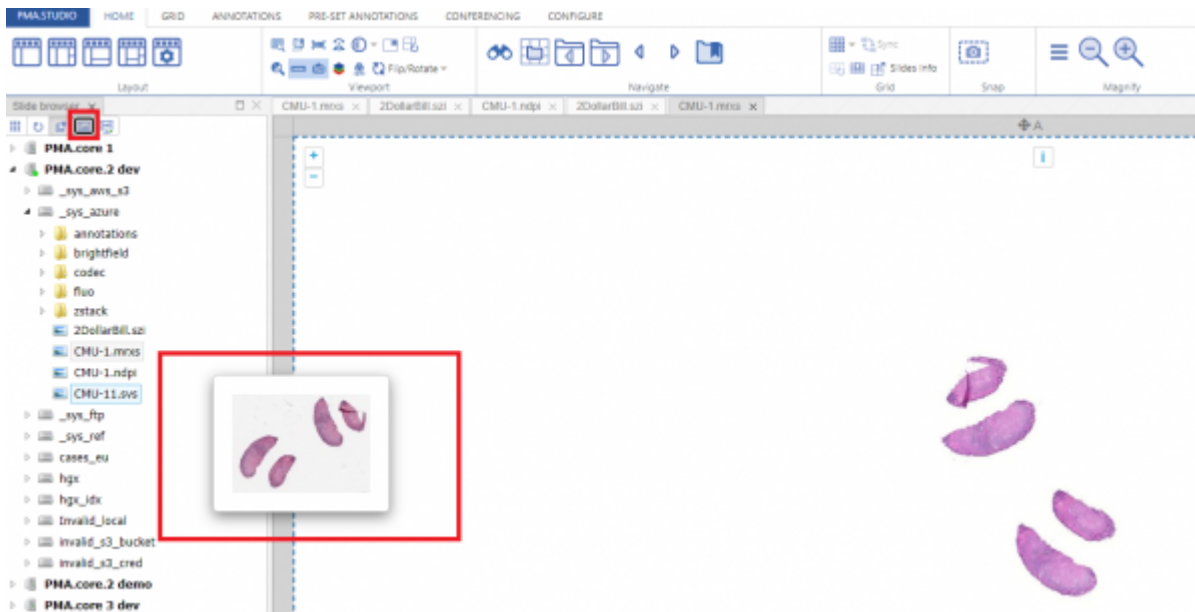 PMA.STUDIO HOME GRID ANNOTATIONS PRE-SET ANNOTATIONS CONFERENCING CONFIGURE
Flip/Rotate
Sync
Slides info
Layout Viewport Navigate Grid Snap Magnify
Slide browser CMU-1.mrxs 2DollarBill.szi CMU-1.ndpi 2DollarBill.szi CMU-1.mrxs
A
PMA.core 1
PMA.core.2 dev
_sys_aws_s3
_sys_azure
annotations
brightfield
codec
fluo
zstack
2DollarBill.szi
CMU-1.mrxs
CMU-1.ndpi
CMU-11.svs
_sys_ftp
_sys_ref
cases_eu
hgx
hgx_idx
Invalid_local
invalid_s3_bucket
invalid_s3_cred
PMA.core.2 demo
PMA.core 3 dev